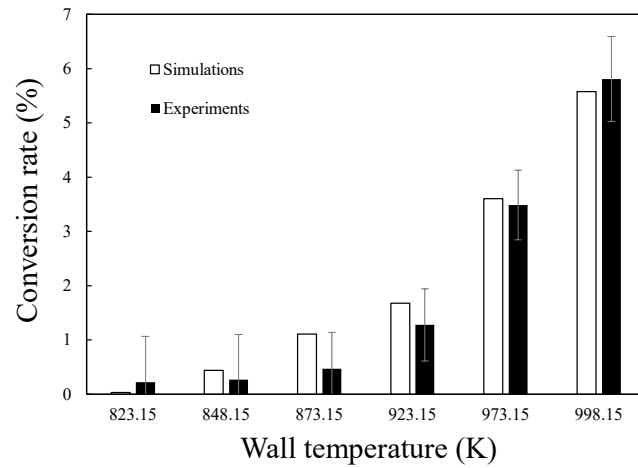 Conversion rate (%)
7
6
5
4
3
2
1
0
Simulations
Experiments
823.15 848.15 873.15 923.15 973.15 998.15
Wall temperature (K)